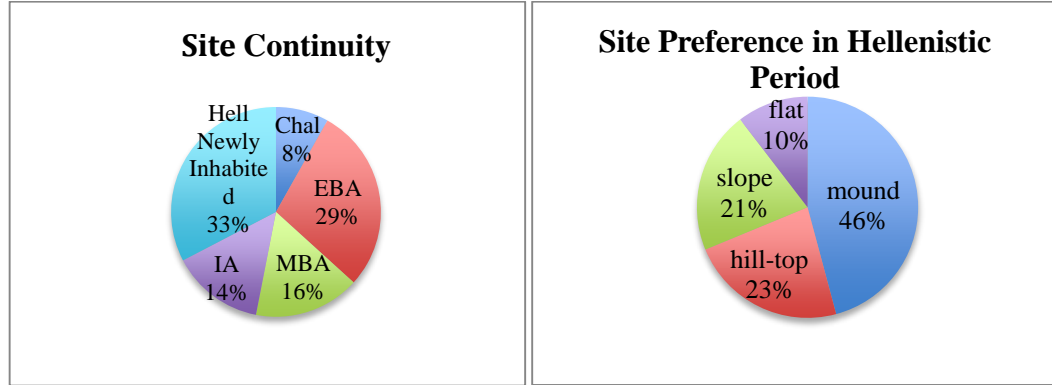 Site Continuity
Hell
Newly
Inhabite
d
33%
Chal
8%
EBA
29%
IA
14%
MBA
16%
Site Preference in Hellenistic
Period
flat
10%
slope
21%
mound
46%
hill-top
23%